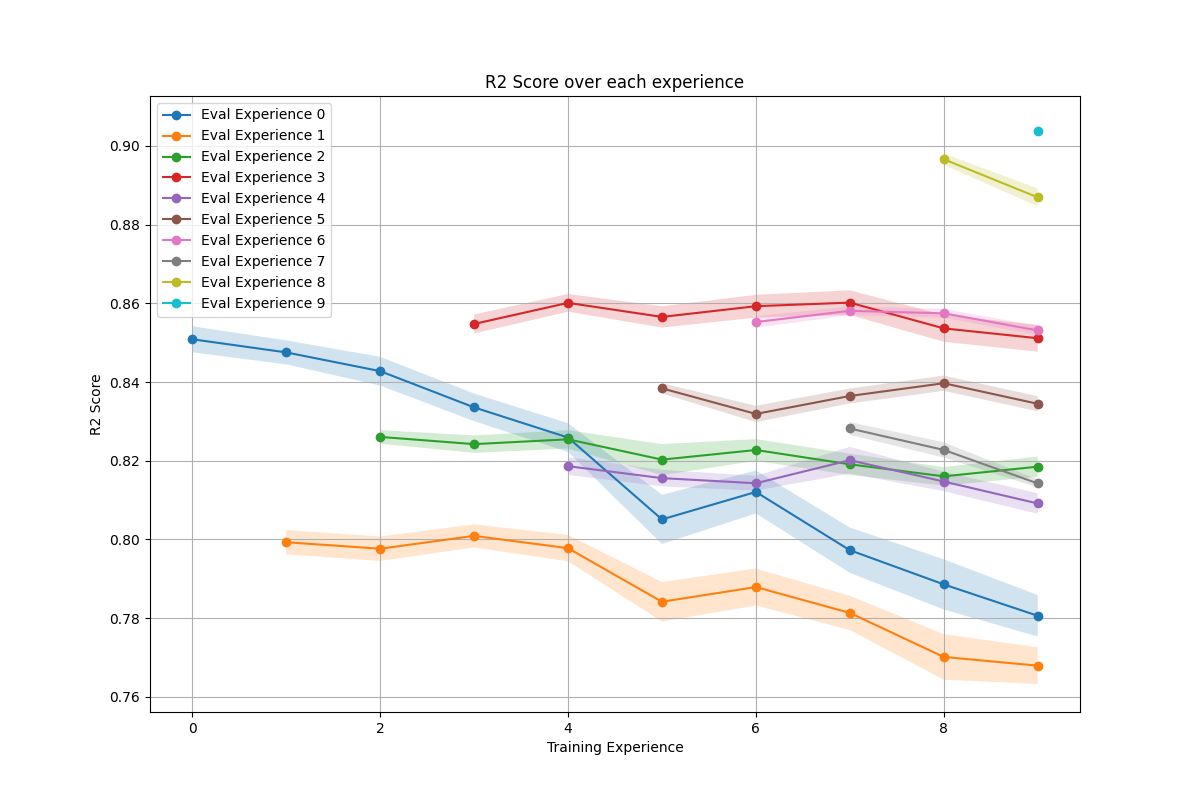 R2 Score over each experience
Eval Experience 0
Eval Experience 1
Eval Experience 2
Eval Experience 3
Eval Experience 4
Eval Experience 5
Eval Experience 6
Eval Experience 7
Eval Experience 8
Eval Experience 9
R2 Score
0.90
0.88
0.86
0.84
0.82
0.80
0.78
0.76
0 2 4 6 8
Training Experience